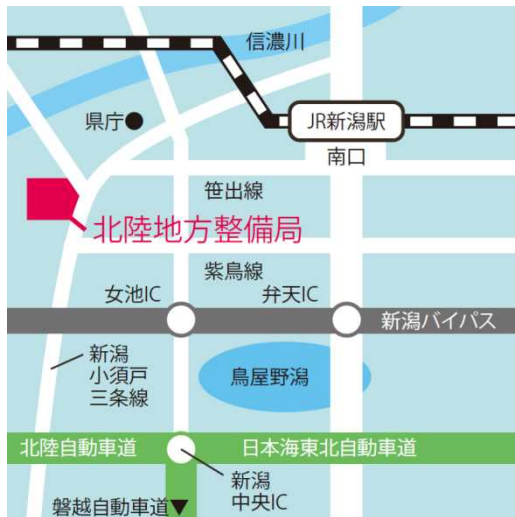 信濃川
県庁
JR新潟駅
南口
笹出線
北陸地方整備局
紫鳥線
女池IC
弁天IC
新潟バイパス
新潟
小須戸
三条線
鳥屋野潟
北陸自動車道
日本海東北自動車道
新潟
中央IC
磐越自動車道▼